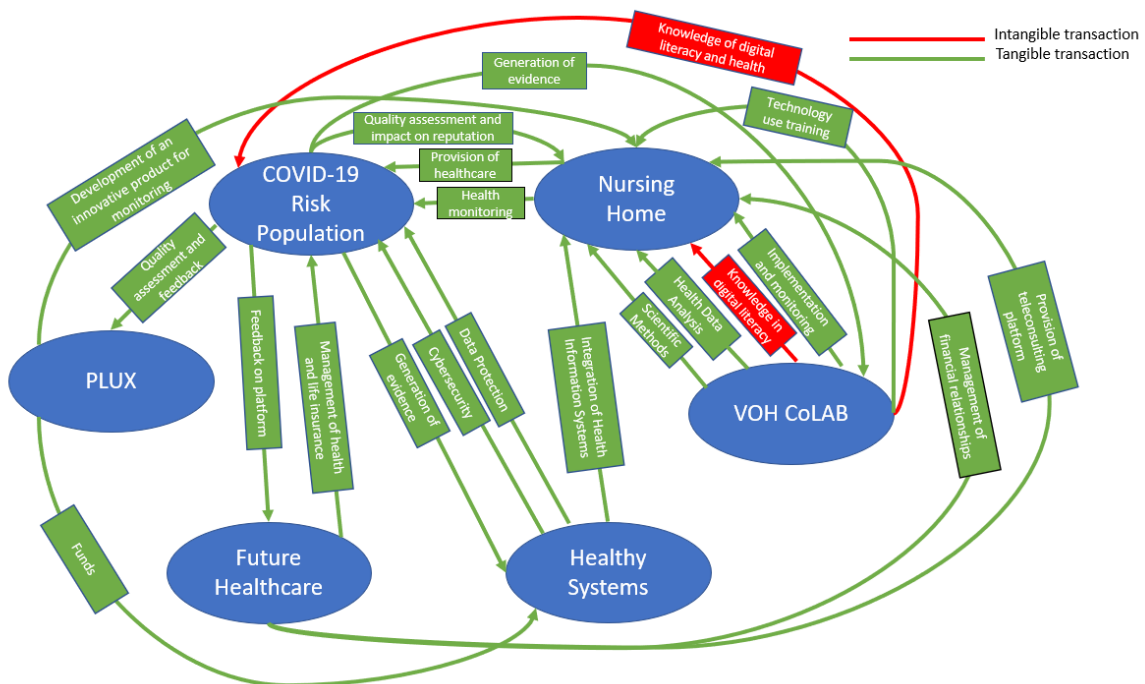 Knowledge of digital
literacy and health
Intangible transaction
Tangible transaction
Generation of
evidence
Technology
use training
Quality assessment and
impact on reputation
Development of an
innovative product for
monitoring
Provision of
healthcare
Health
monitoring
COVID-19
Risk
Population
Nursing
Home
Quality
assessment and
feedback
Implementation
and monitoring
Knowledge in
digital literacy
Health Data
Analysis
Scientific
Methods
Provision of
teleconsulting
platform
Management of
financial relationships
PLUX
Feedback on platform
Management of health
and life insurance
Generation of
evidence
Cybersecurity
Data Protection
Integration of Health
Information Systems
VOH CoLAB
Funds
Future
Healthcare
Healthy
Systems